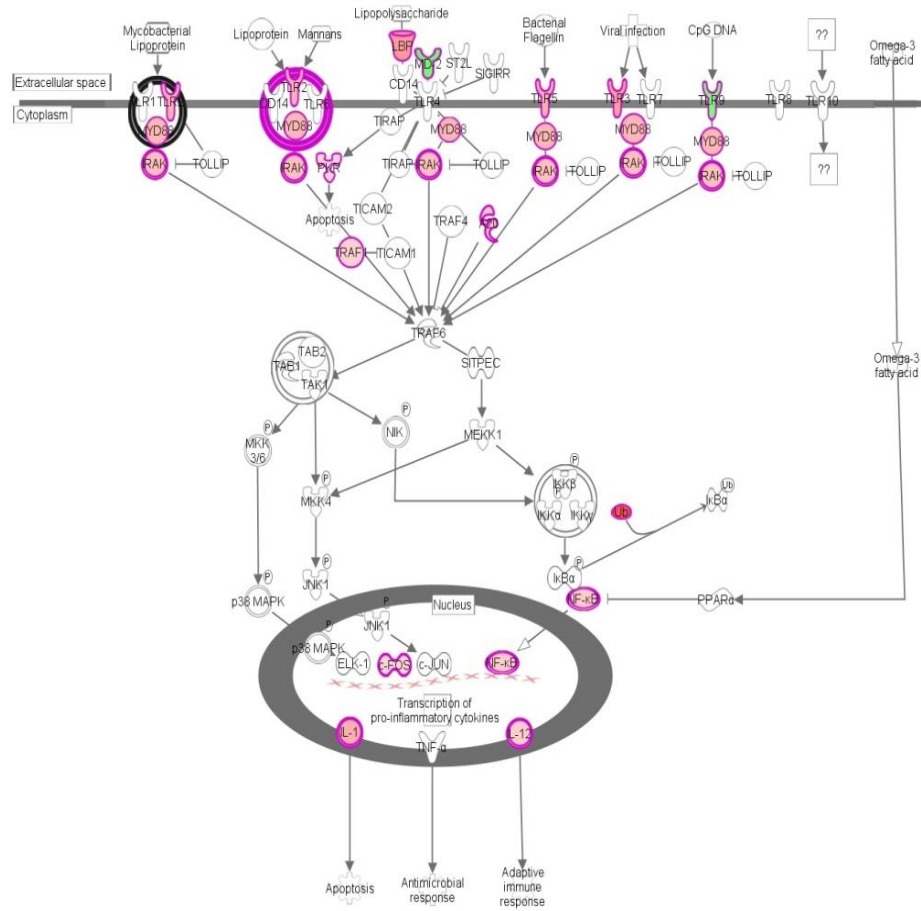 Mycobacterial
Lipoprotein
Lipoprotein
Mannans
Lipopolysaccharide
LBP
MD-2
ST2L
SIGIRR
CD14
Bacterial
Flagellin
Viral infection
CpG DNA
??
Omega-3
fatty acid
Extracellular space
Cytoplasm
TLR1
CD14
TLR2
TLR6
TLR4
TLR5
TLR3
TLR7
TLR9
TLR8
TLR10
MYD88
MYD88
MYD88
MYD88
MYD88
MYD88
TIRAP
IRAK
TOLLIP
IRAK
PKR
TIRAP
IRAK
TOLLIP
IRAK
TOLLIP
IRAK
TOLLIP
IRAK
TOLLIP
??
Apoptosis
TICAM2
TRAF4
A20
TRAF1
TICAM1
TRAF6
TAB2
TAB1
TAK1
SITPEC
Omega-3
fatty acid
P
MKK
3/6
P
NIK
MEKK1
P
MKK4
P
IKKβ
P
IKKα
IKKγ
Ub
Ub
IκBα
P
JNK1
P
IκBα
P
p38 MAPK
NF-κB
PPARα
Nucleus
P
JNK1
P
p38 MAPK
ELK-1
c-FOS
c-JUN
NF-κB
Transcription of
pro-inflammatory cytokines
IL-1
TNF-α
IL-12
Apoptosis
Antimicrobial
response
Adaptive
immune
response